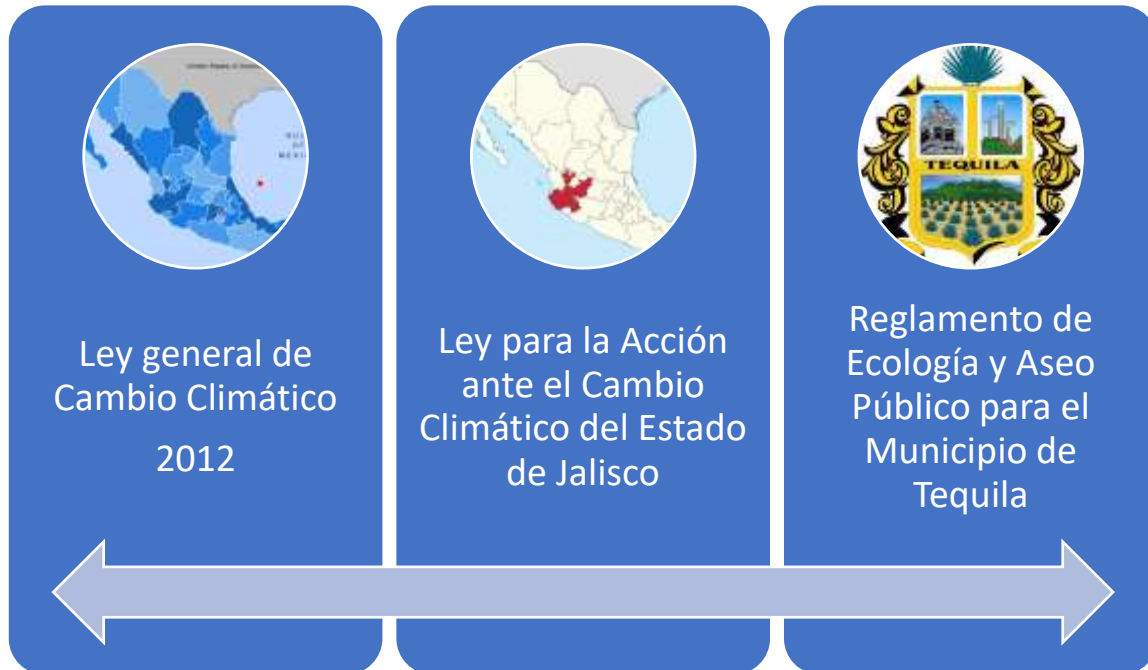 Ley general de
Cambio Climático
2012
Ley para la Acción
ante el Cambio
Climático del Estado
de Jalisco
TEQUILA
Reglamento de
Ecología y Aseo
Público para el
Municipio de
Tequila